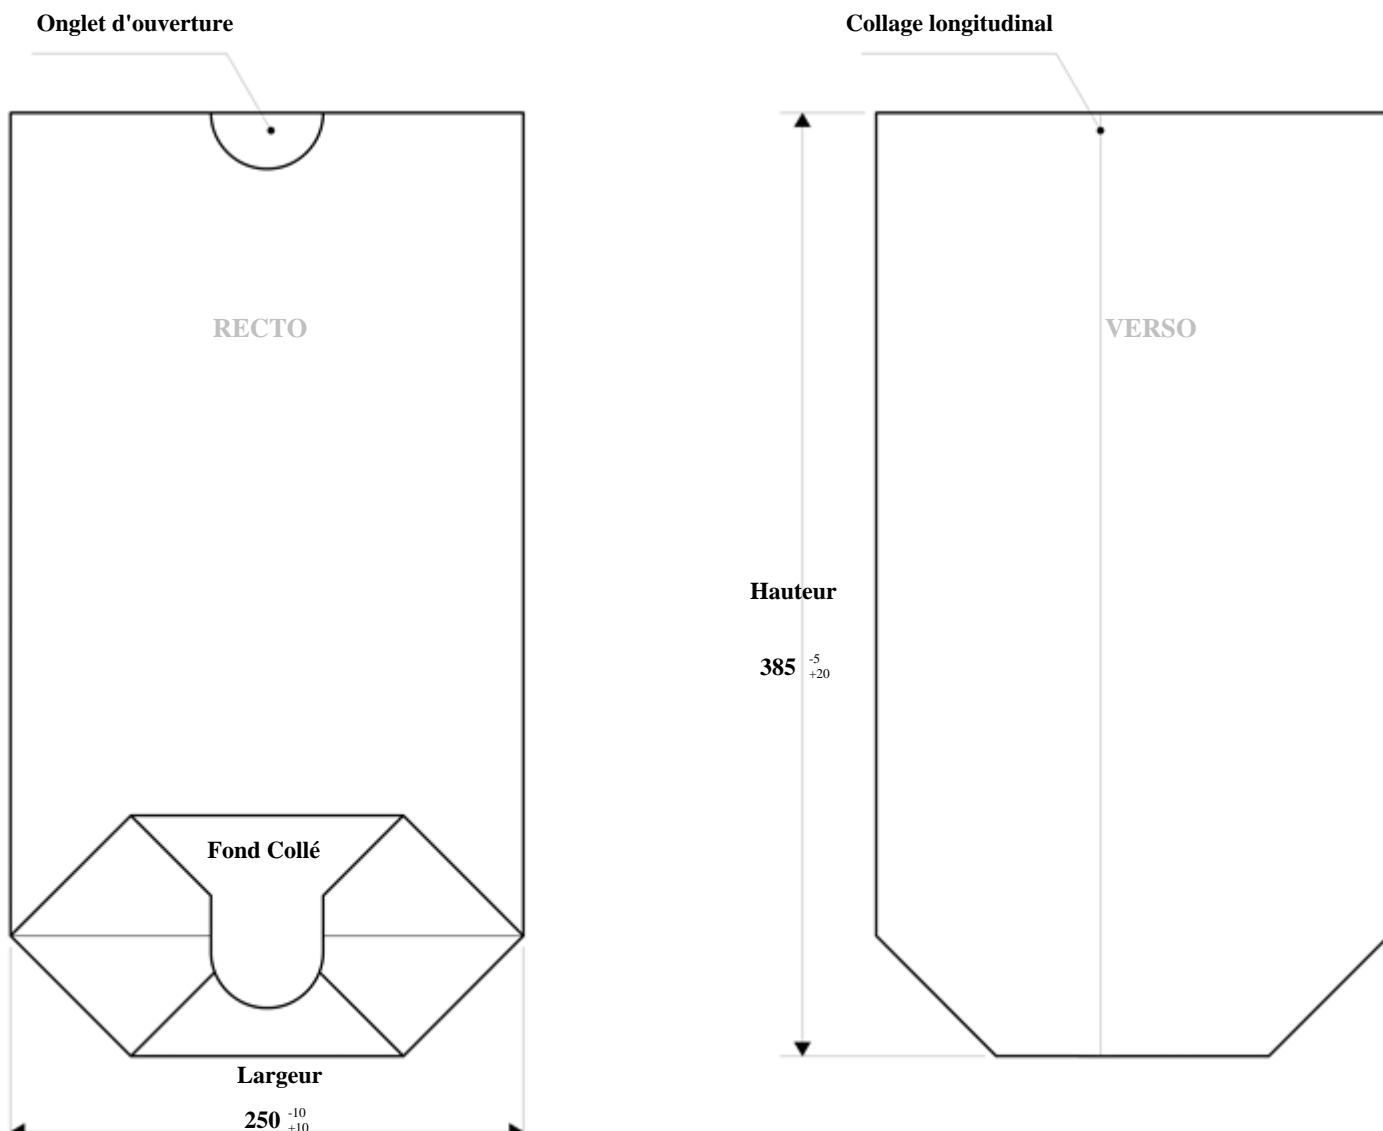 Onglet d'ouverture
Collage longitudinal
RECTO
VERSO
Hauteur
385 -5
+20
Fond Collé
Largeur
250 -10
+10